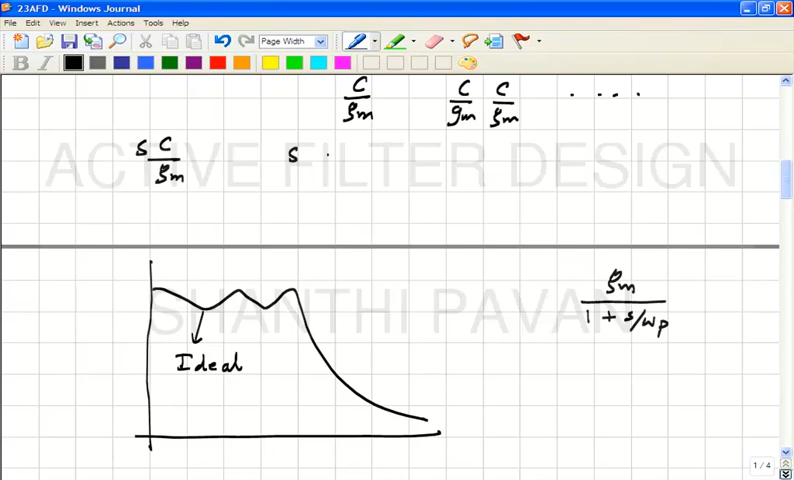 23AFD - Windows Journal
File Edit View Insert Actions Tools Help
Page Width
B I
C/gm C/gm C/gm . . . .
s C/gm s .
ACTIVE FILTER DESIGN
gm/(1 + s/wp)
SHANTHI PAVAN
Ideal
1 / 4